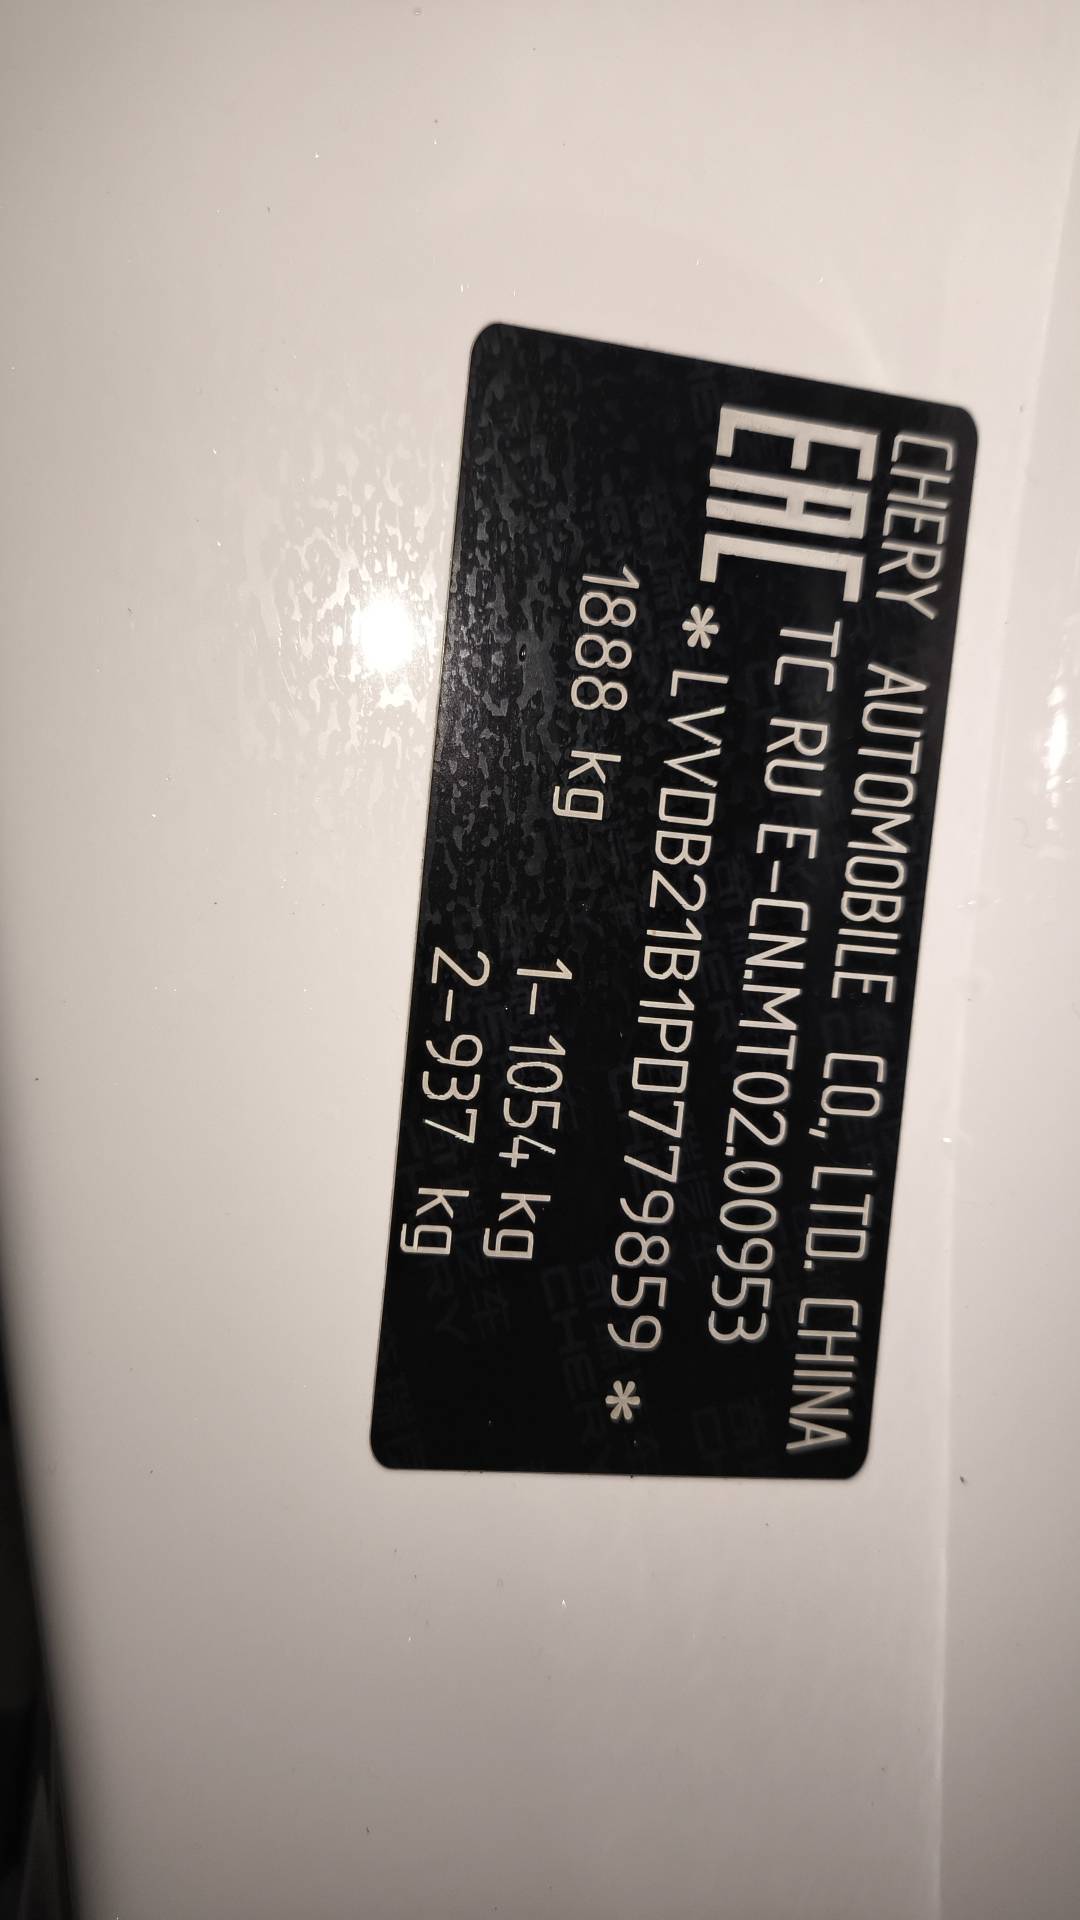 CHERY AUTOMOBILE CO., LTD. CHINA
EAC TC RU E-CN.MT02.00953
*LVVDB21B1PD779859*
1888 kg
1-1054 kg
2-937 kg